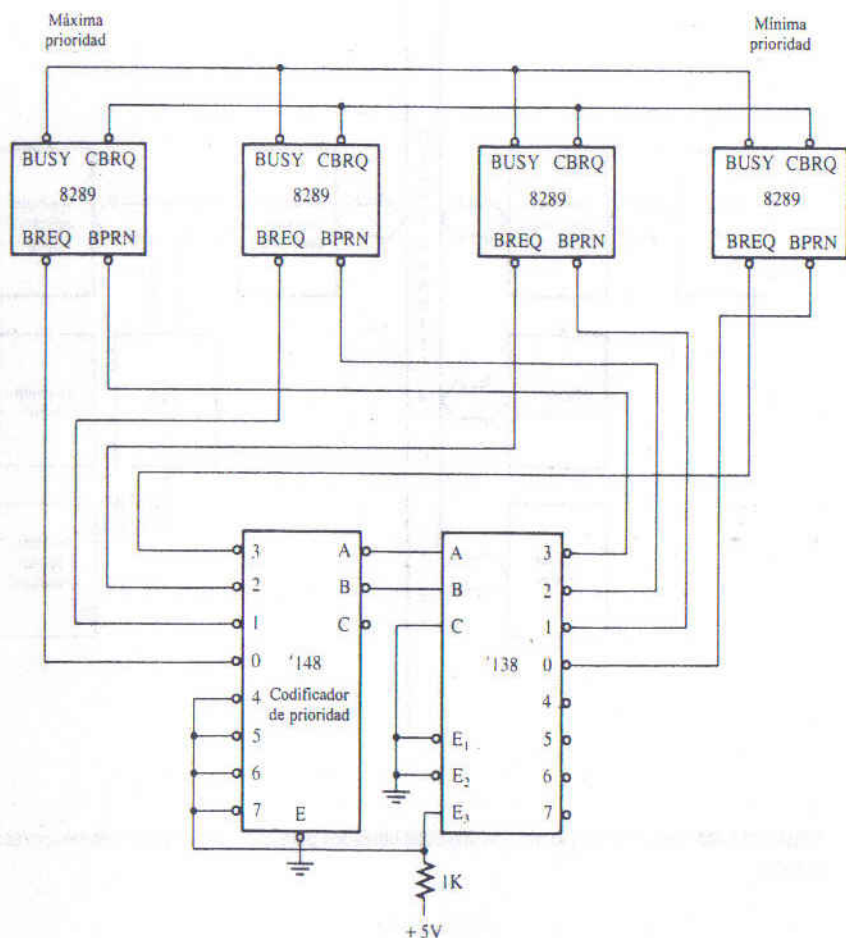 Máxima
prioridad
Mínima
prioridad
BUSY CBRQ
8289
BREQ BPRN
BUSY CBRQ
8289
BREQ BPRN
BUSY CBRQ
8289
BREQ BPRN
BUSY CBRQ
8289
BREQ BPRN
3
2
1
0
4
5
6
7
A
B
C
'148
Codificador
de prioridad
E
A
B
C
'138
E1
E2
E3
3
2
1
0
4
5
6
7
1K
+5V